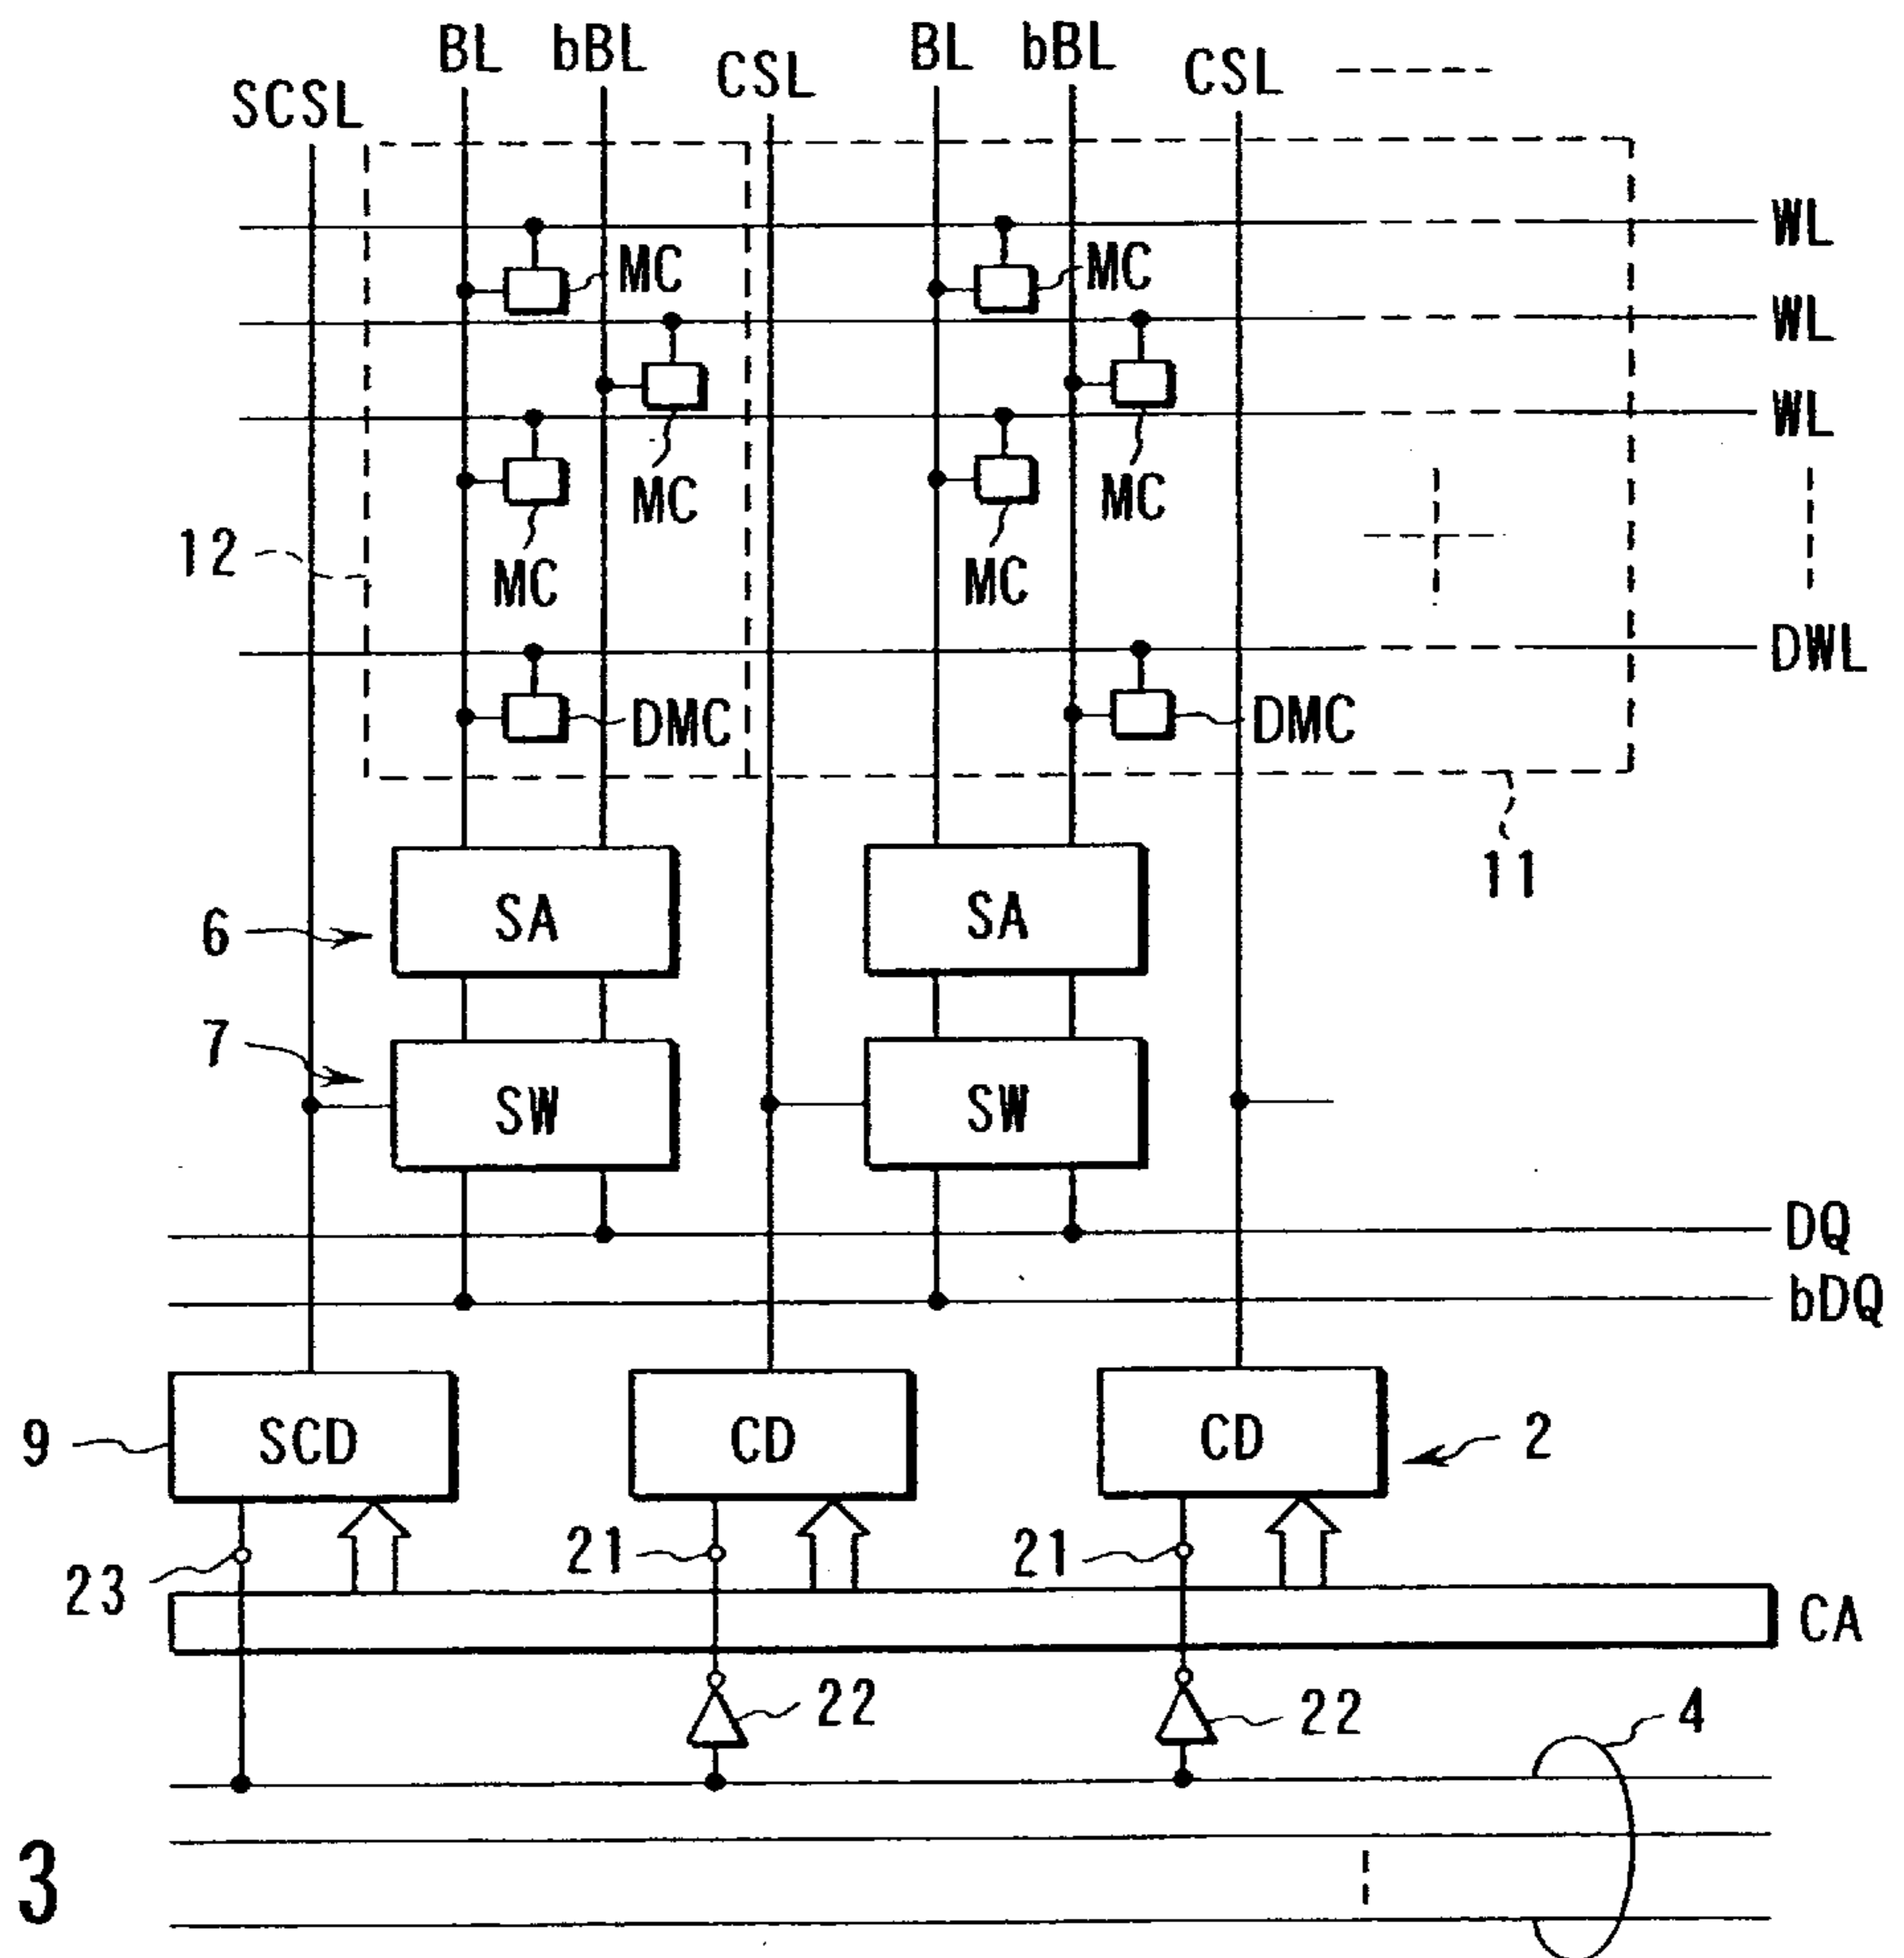 BL bBL BL bBL
SCSL CSL CSL
WL
MC MC
WL
WL
MC MC
12 MC MC
DWL
DMC DMC
11
6 SA SA
7 SW SW
DQ
bDQ
9 SCD CD CD 2
23 21 21
CA
22 22 4
3